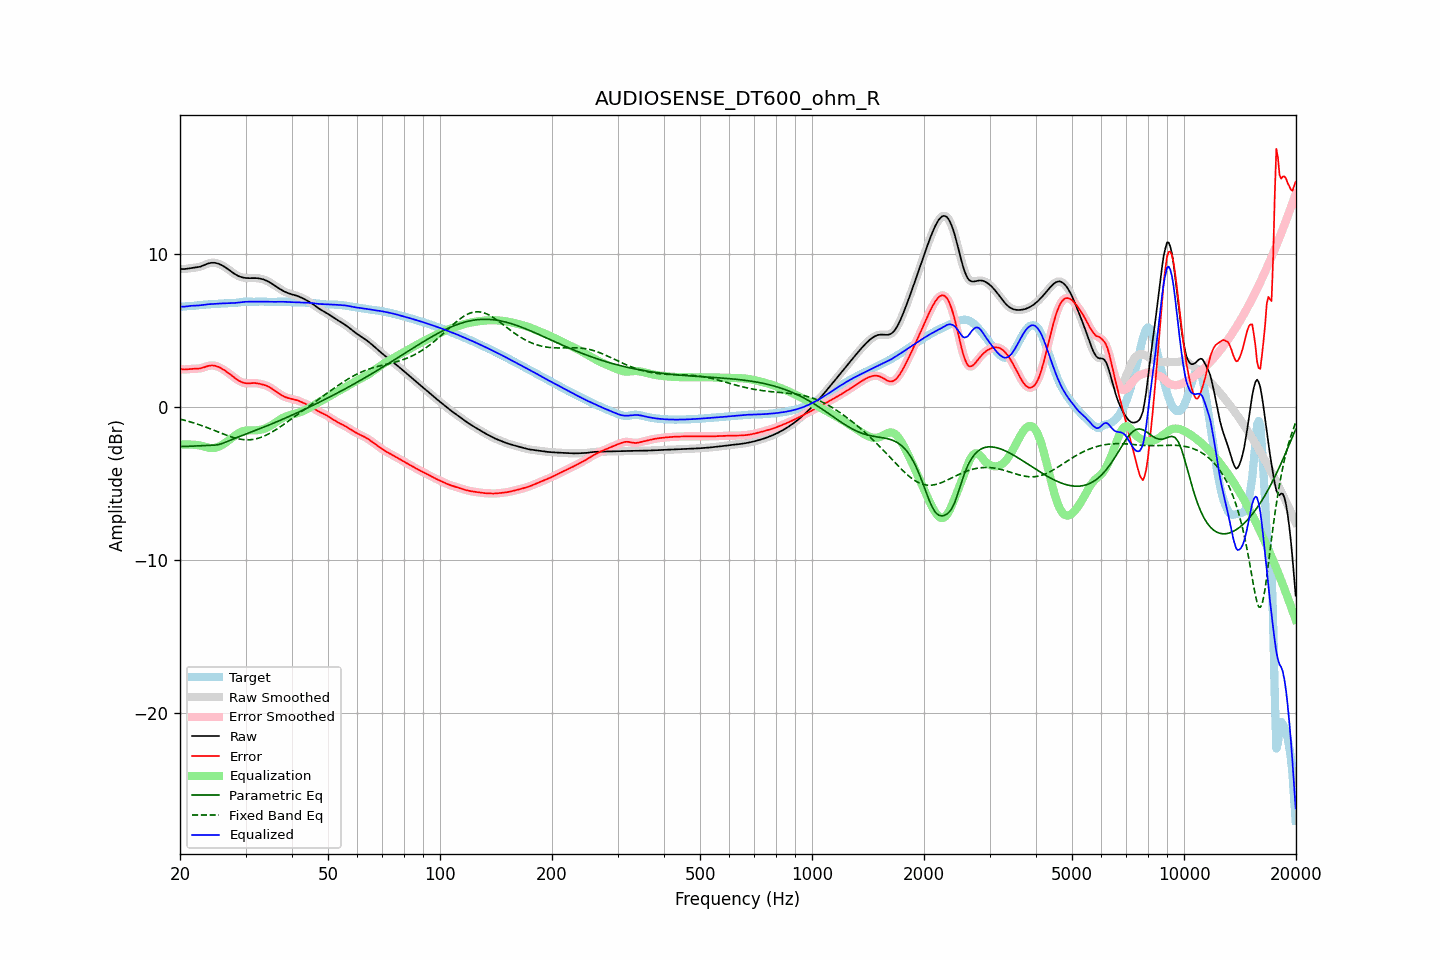 AUDIOSENSE_DT600_ohm_R
Amplitude (dBr)
10
0
−10
−20
Target
Raw Smoothed
Error Smoothed
Raw
Error
Equalization
Parametric Eq
Fixed Band Eq
Equalized
20 50 100 200 500 1000 2000 5000 10000 20000
Frequency (Hz)